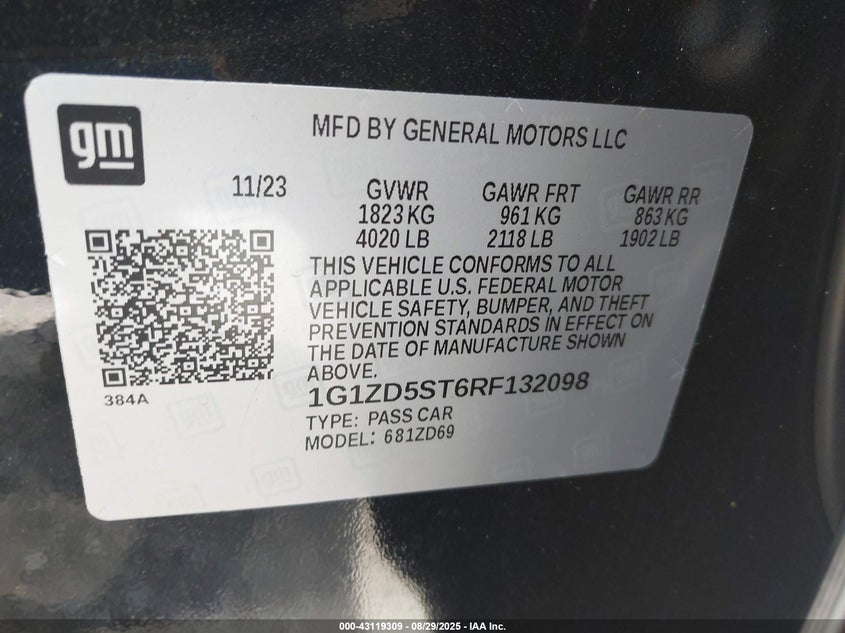 gm
MFD BY GENERAL MOTORS LLC
11/23 GVWR GAWR FRT GAWR RR
1823 KG 961 KG 863 KG
4020 LB 2118 LB 1902 LB
THIS VEHICLE CONFORMS TO ALL
APPLICABLE U.S. FEDERAL MOTOR
VEHICLE SAFETY, BUMPER, AND THEFT
PREVENTION STANDARDS IN EFFECT ON
THE DATE OF MANUFACTURE SHOWN
ABOVE.
384A
1G1ZD5ST6RF132098
TYPE: PASS CAR
MODEL: 681ZD69
000-43119309 - 08/29/2025 - IAA Inc.